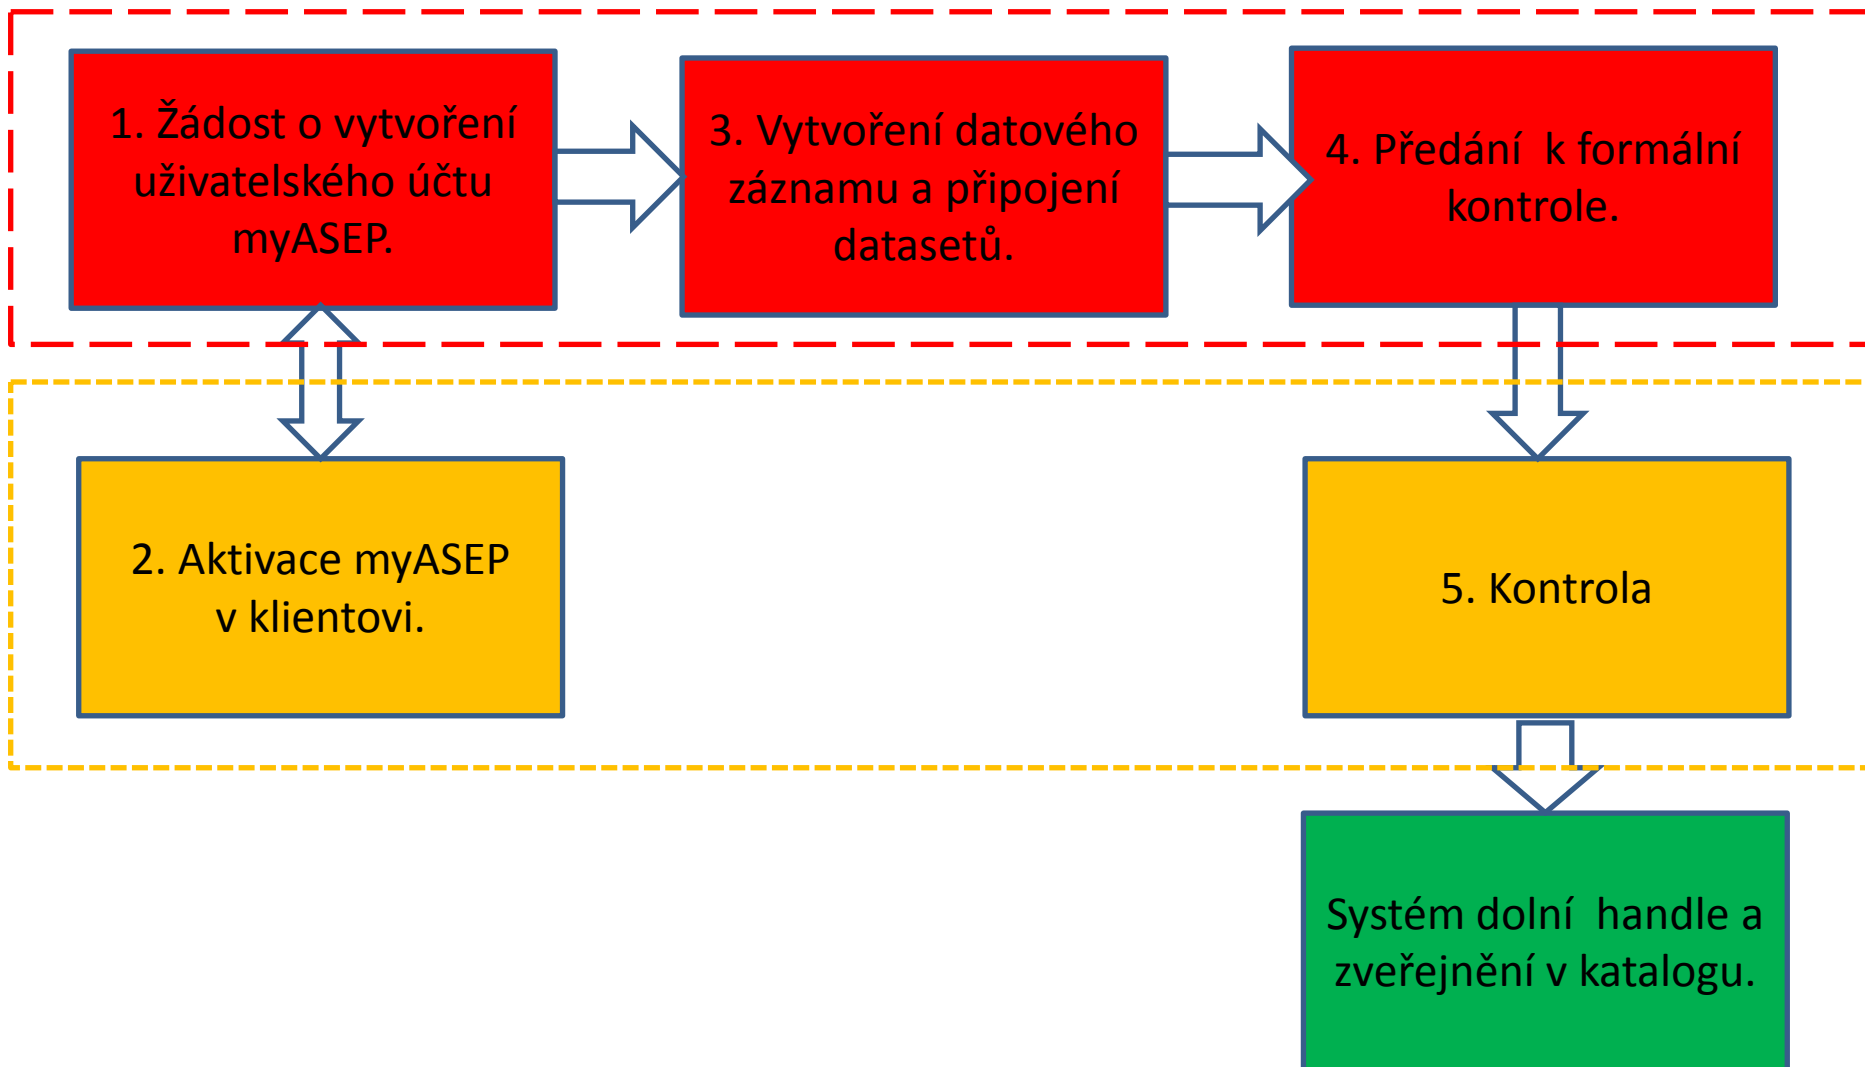 1. Žádost o vytvoření
uživatelského účtu
myASEP.
3. Vytvoření datového
záznamu a připojení
datasetů.
4. Předání  k formální
kontrole.
2. Aktivace myASEP
v klientovi.
5. Kontrola
Systém dolní  handle a
zveřejnění v katalogu.